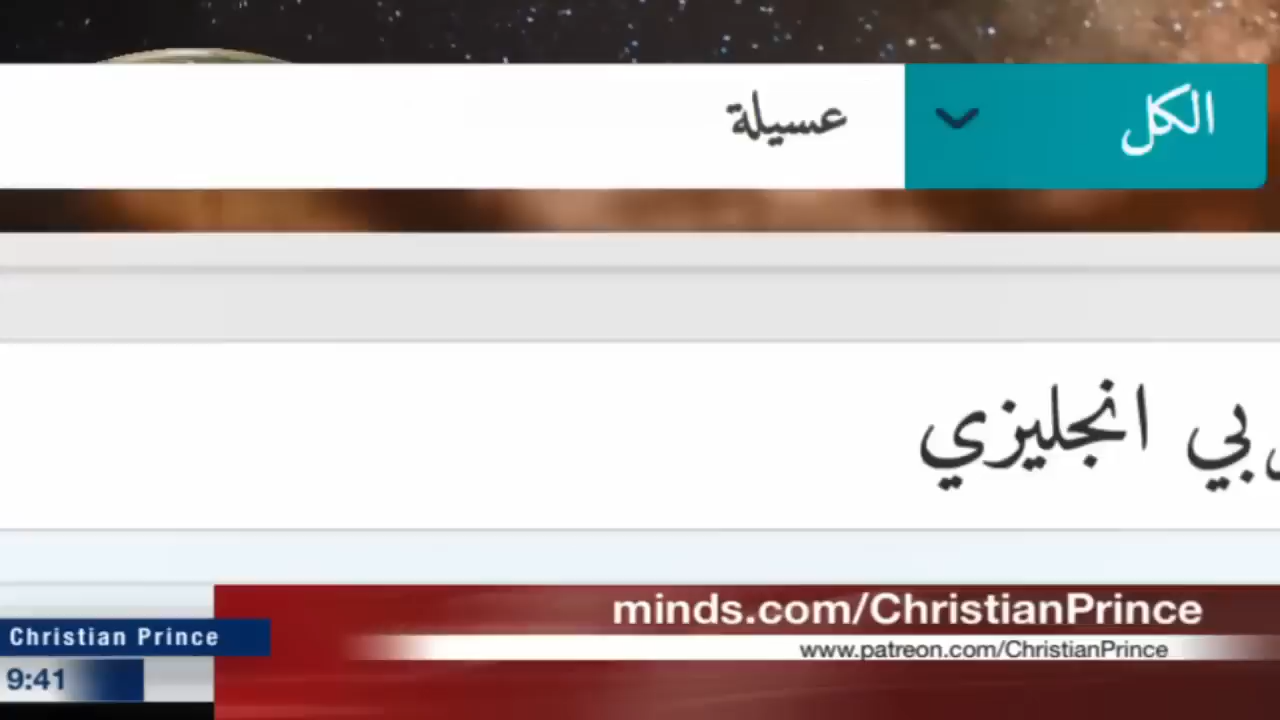 الكل
عسيلة
بي انجليزي
minds.com/ChristianPrince
Christian Prince
www.patreon.com/ChristianPrince
9:41